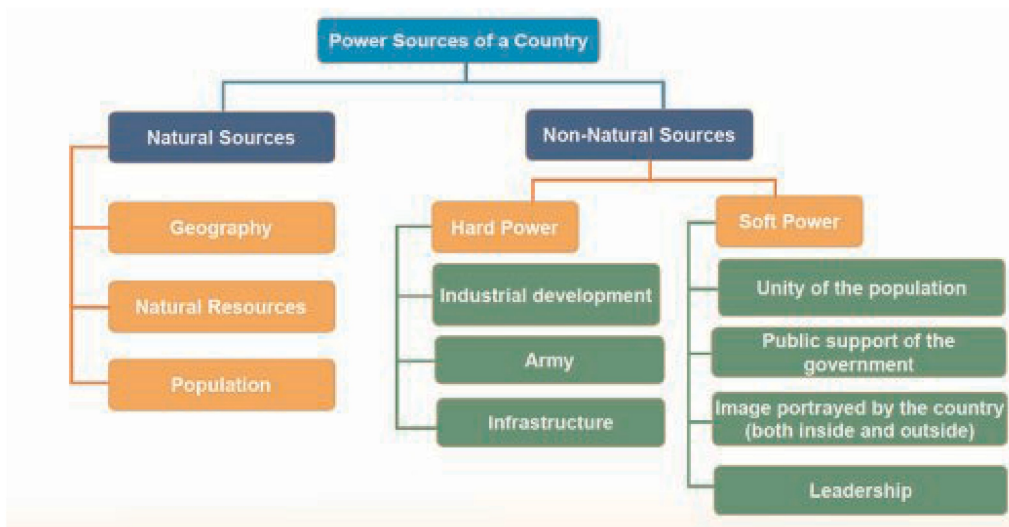 Power Sources of a Country
Natural Sources
Geography
Natural Resources
Population
Non-Natural Sources
Hard Power
Industrial development
Army
Infrastructure
Soft Power
Unity of the population
Public support of the
government
Image portrayed by the country
(both inside and outside)
Leadership